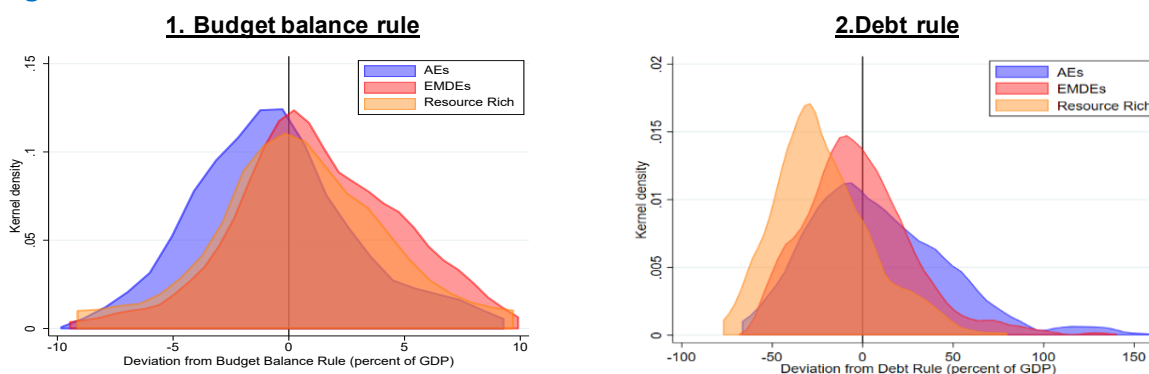 1. Budget balance rule
.15
.1
.05
0
Kernel density
AEs
EMDEs
Resource Rich
-10
-5
0
5
10
Deviation from Budget Balance Rule (percent of GDP)
2.Debt rule
.02
.015
.01
.005
0
Kernel density
AEs
EMDEs
Resource Rich
-100
-50
0
50
100
150
Deviation from Debt Rule (percent of GDP)